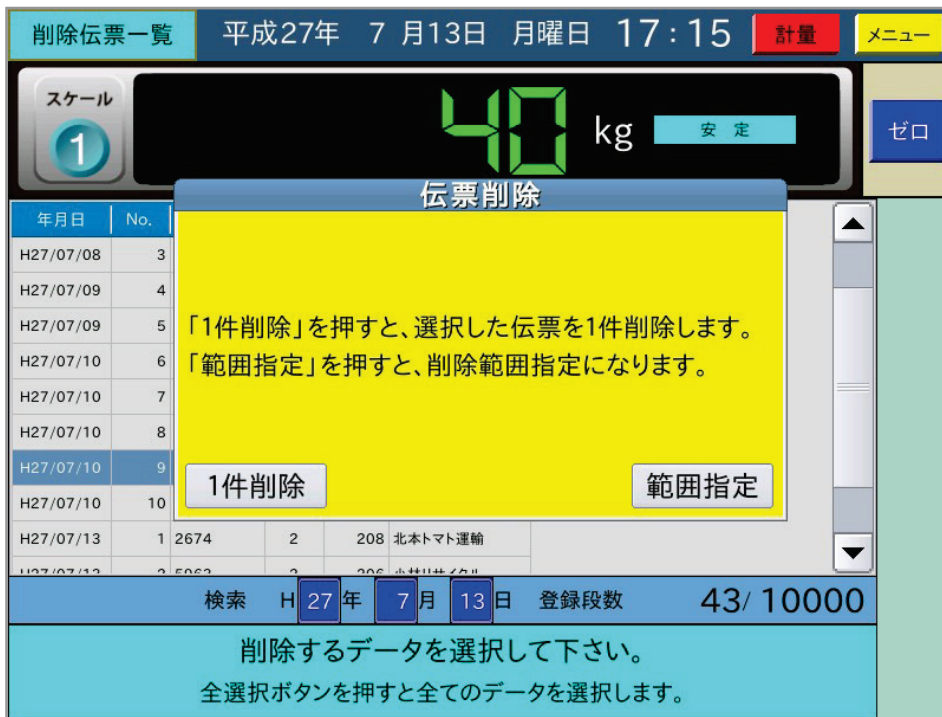 削除伝票一覧 平成27年 7月13日 月曜日 17:15 計量 メニュー
スケール
1
40 kg 安定
ゼロ
伝票削除
年月日 No.
H27/07/08 3
H27/07/09 4
H27/07/09 5
「1件削除」を押すと、選択した伝票を1件削除します。
H27/07/10 6
「範囲指定」を押すと、削除範囲指定になります。
H27/07/10 7
H27/07/10 8
H27/07/10 9
1件削除 範囲指定
H27/07/10 10
H27/07/13 1 2674 2 208 北本トマト運輸
検索 H 27 年 7 月 13 日 登録段数 43/ 10000
削除するデータを選択して下さい。
全選択ボタンを押すと全てのデータを選択します。